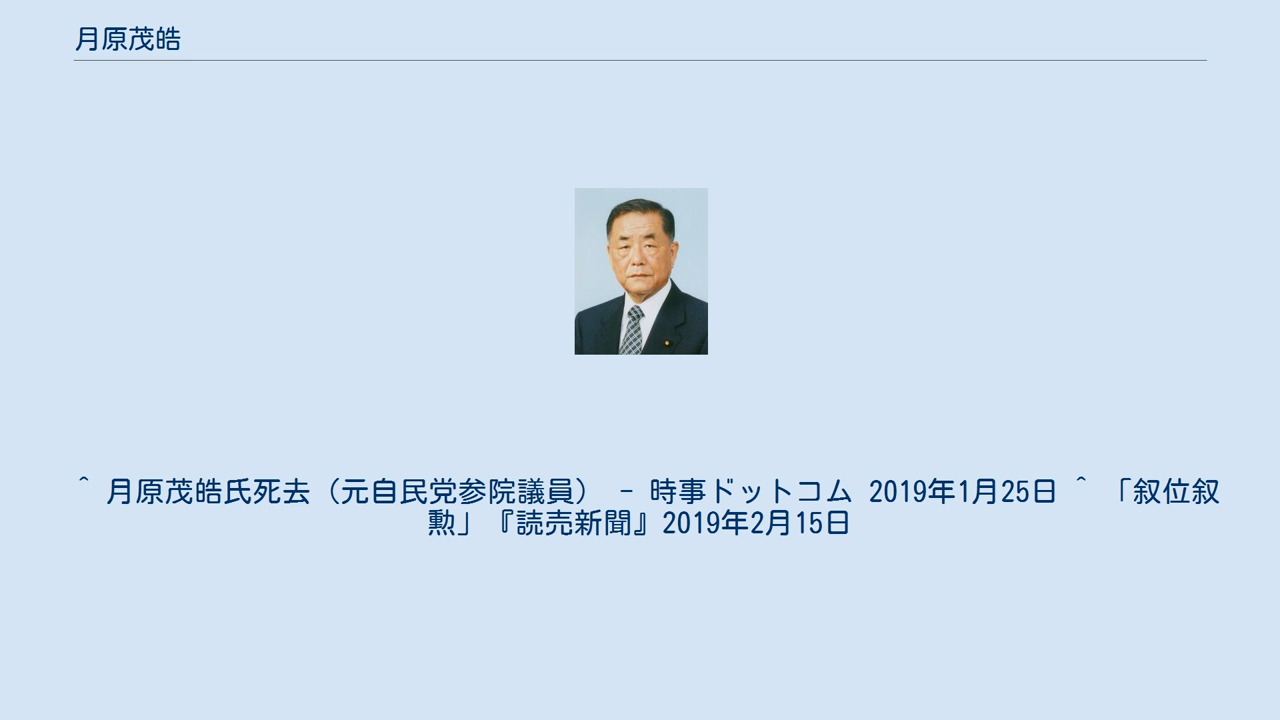 月原茂皓
^ 月原茂皓氏死去（元自民党参院議員） - 時事ドットコム 2019年1月25日 ^ 「叙位叙
勲」『読売新聞』2019年2月15日